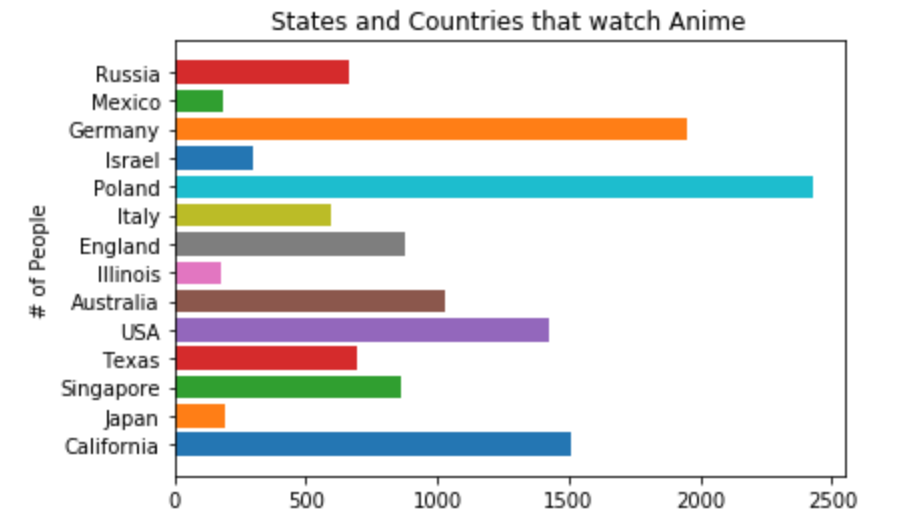 States and Countries that watch Anime
# of People
Russia
Mexico
Germany
Israel
Poland
Italy
England
Illinois
Australia
USA
Texas
Singapore
Japan
California
0 500 1000 1500 2000 2500